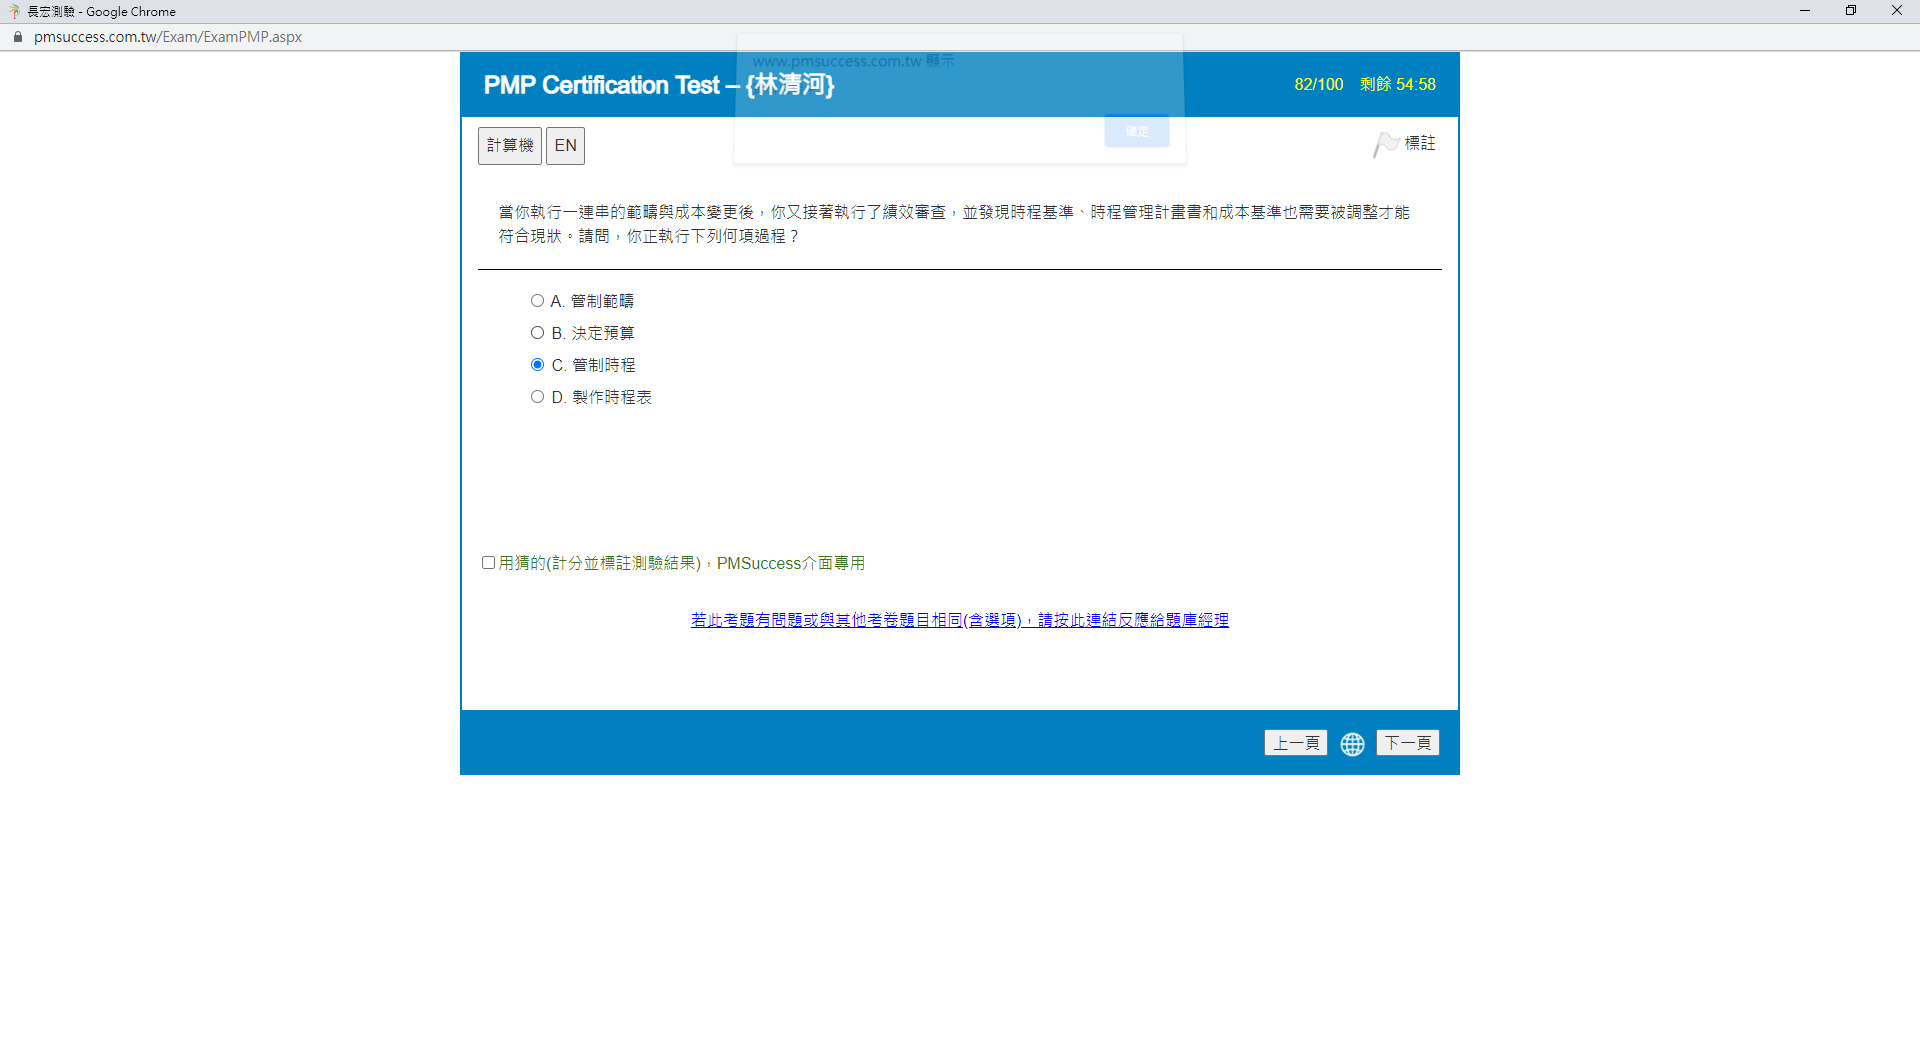 長宏測驗 - Google Chrome
pmsuccess.com.tw/Exam/ExamPMP.aspx
www.pmsuccess.com.tw 顯示
PMP Certification Test – {林清河}
82/100 剩餘 54:58
確定
計算機 EN
標註
當你執行一連串的範疇與成本變更後，你又接著執行了績效審查，並發現時程基準、時程管理計畫書和成本基準也需要被調整才能
符合現狀。請問，你正執行下列何項過程？
A. 管制範疇
B. 決定預算
C. 管制時程
D. 製作時程表
用猜的(計分並標註測驗結果)，PMSuccess介面專用
若此考題有問題或與其他考卷題目相同(含選項)，請按此連結反應給題庫經理
上一頁 下一頁